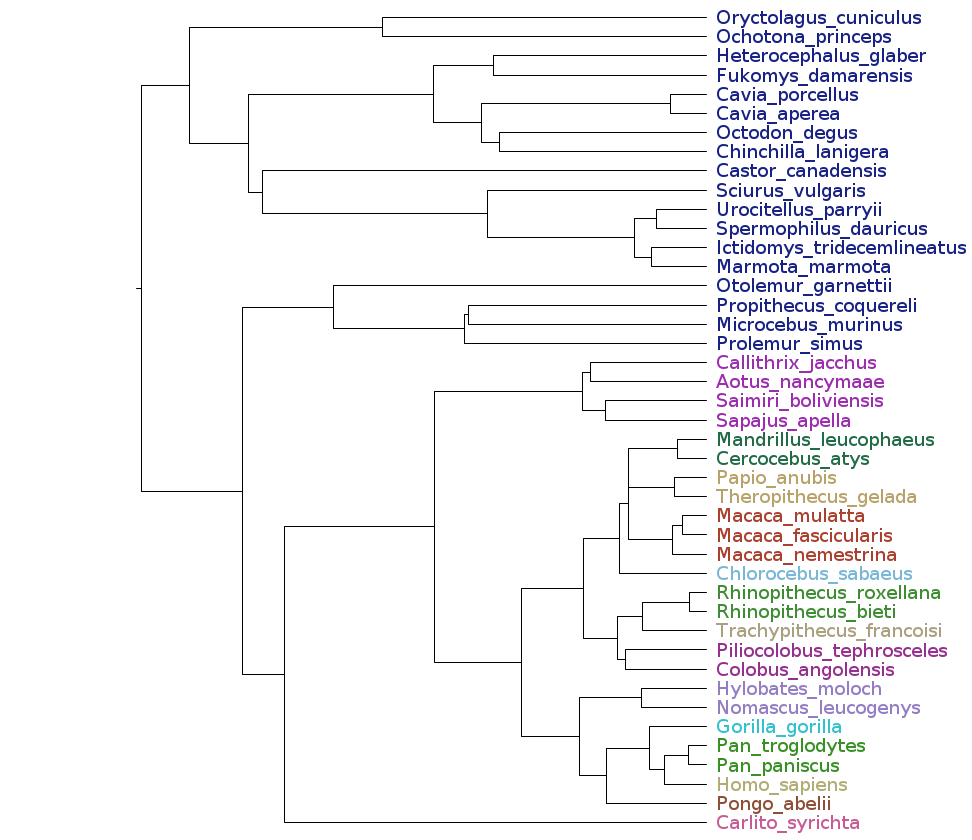 Oryctolagus_cuniculus
Ochotona_princeps
Heterocephalus_glaber
Fukomys_damarensis
Cavia_porcellus
Cavia_aperea
Octodon_degus
Chinchilla_lanigera
Castor_canadensis
Sciurus_vulgaris
Urocitellus_parryii
Spermophilus_dauricus
Ictidomys_tridecemlineatus
Marmota_marmota
Otolemur_garnettii
Propithecus_coquereli
Microcebus_murinus
Prolemur_simus
Callithrix_jacchus
Aotus_nancymaae
Saimiri_boliviensis
Sapajus_apella
Mandrillus_leucophaeus
Cercocebus_atys
Papio_anubis
Theropithecus_gelada
Macaca_mulatta
Macaca_fascicularis
Macaca_nemestrina
Chlorocebus_sabaeus
Rhinopithecus_roxellana
Rhinopithecus_bieti
Trachypithecus_francoisi
Piliocolobus_tephrosceles
Colobus_angolensis
Hylobates_moloch
Nomascus_leucogenys
Gorilla_gorilla
Pan_troglodytes
Pan_paniscus
Homo_sapiens
Pongo_abelii
Carlito_syrichta